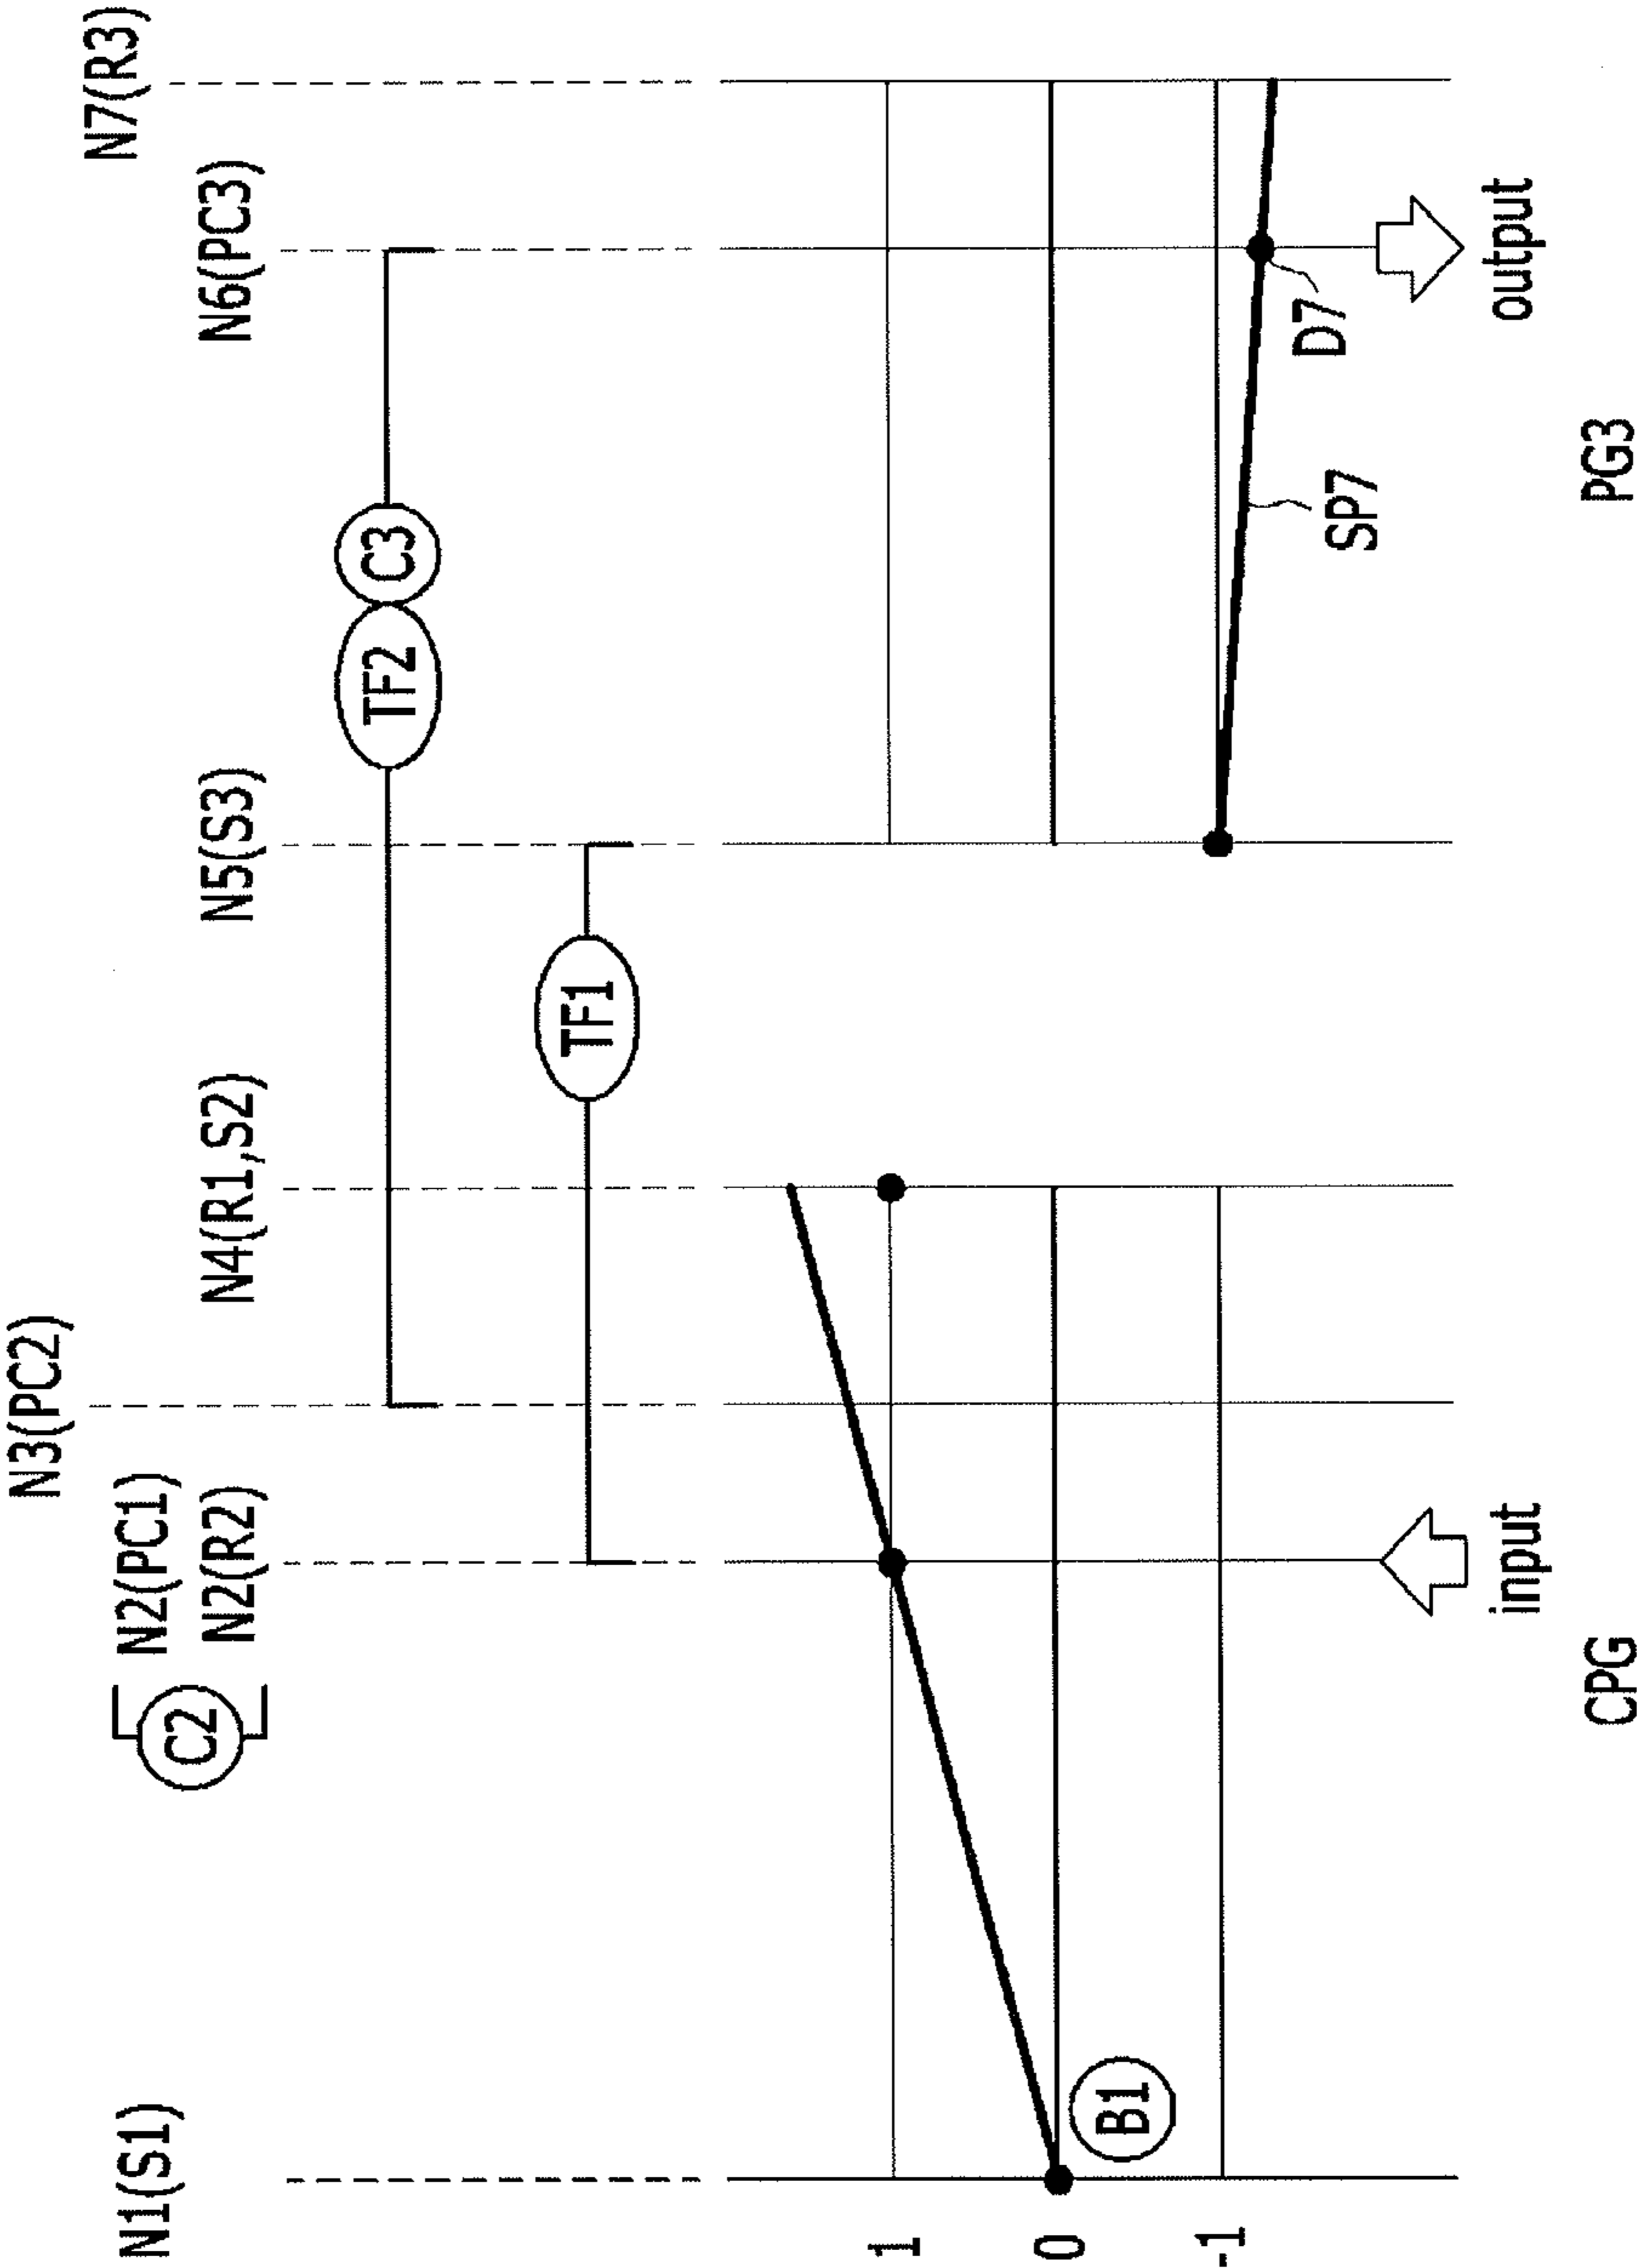 N3(PC2)
N7(R3)
N1(S1)
C2
N2(PC1)
N2(R2)
N4(R1,S2)
N5(S3)
N6(PC3)
TF2
C3
TF1
1
0
-1
B1
SP7
D7
input
output
CPG
PG3